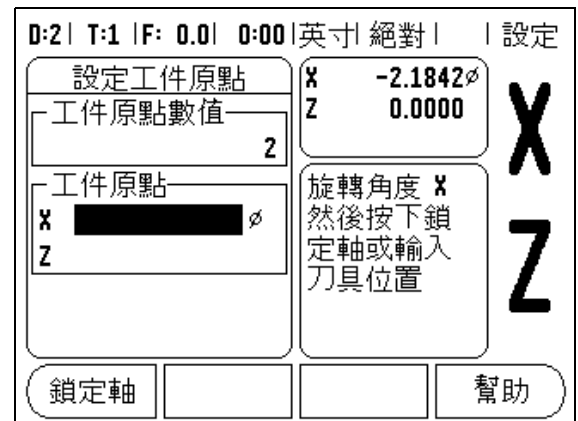 D:2| T:1 |F: 0.0| 0:00|英寸| 絕對| | 設定
設定工件原點
工件原點數值
2
工件原點
X ø
Z
X -2.1842ø
Z 0.0000
旋轉角度 X
然後按下鎖
定軸或輸入
刀具位置
X
Z
鎖定軸
幫助